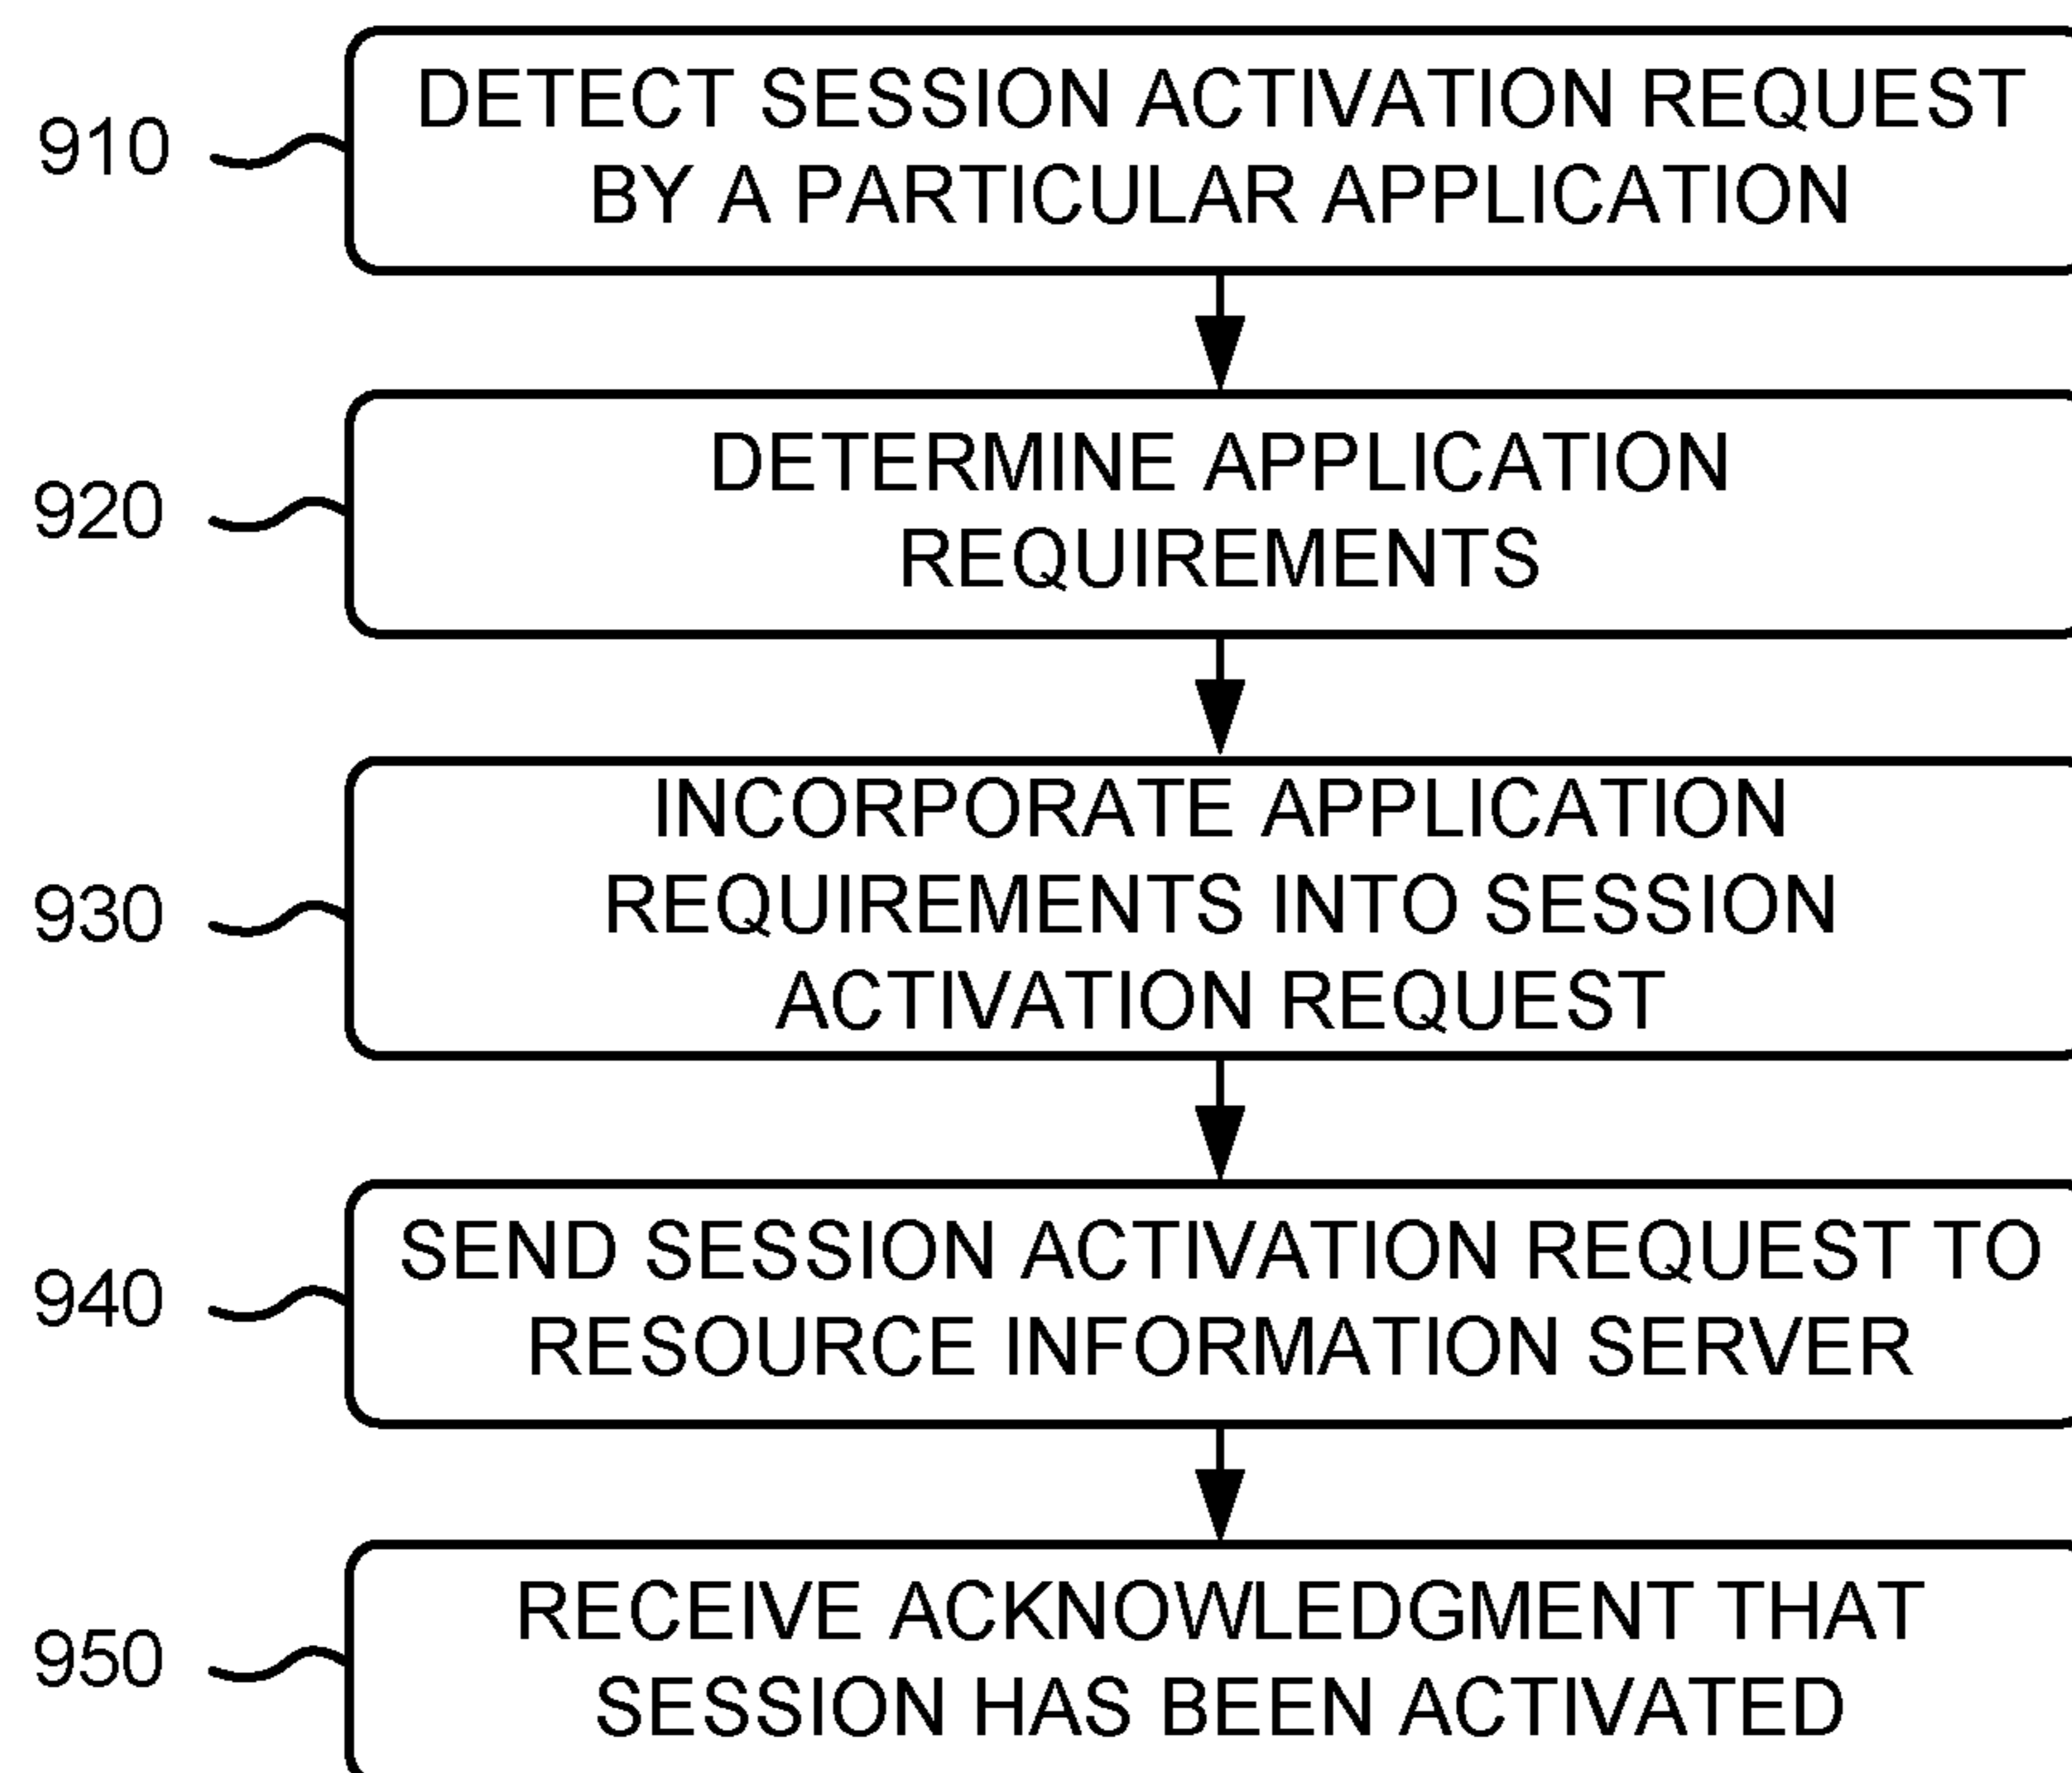 910
DETECT SESSION ACTIVATION REQUEST
BY A PARTICULAR APPLICATION
920
DETERMINE APPLICATION
REQUIREMENTS
930
INCORPORATE APPLICATION
REQUIREMENTS INTO SESSION
ACTIVATION REQUEST
940
SEND SESSION ACTIVATION REQUEST TO
RESOURCE INFORMATION SERVER
950
RECEIVE ACKNOWLEDGMENT THAT
SESSION HAS BEEN ACTIVATED